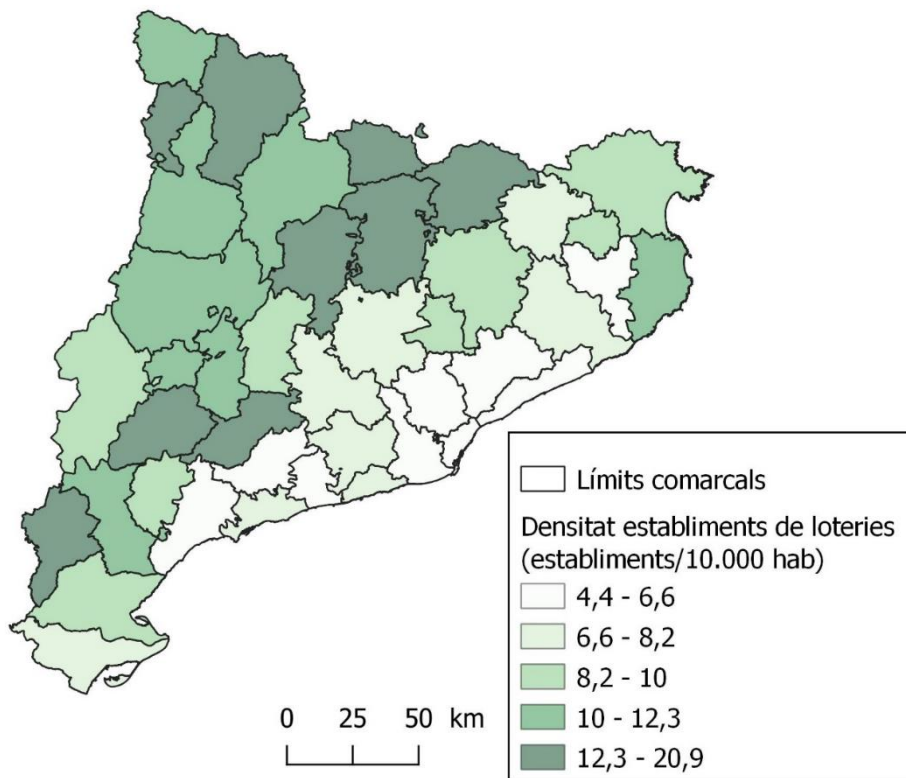 Límits comarcals
Densitat establiments de loteries
(establiments/10.000 hab)
4,4 - 6,6
6,6 - 8,2
8,2 - 10
10 - 12,3
12,3 - 20,9
0 25 50 km